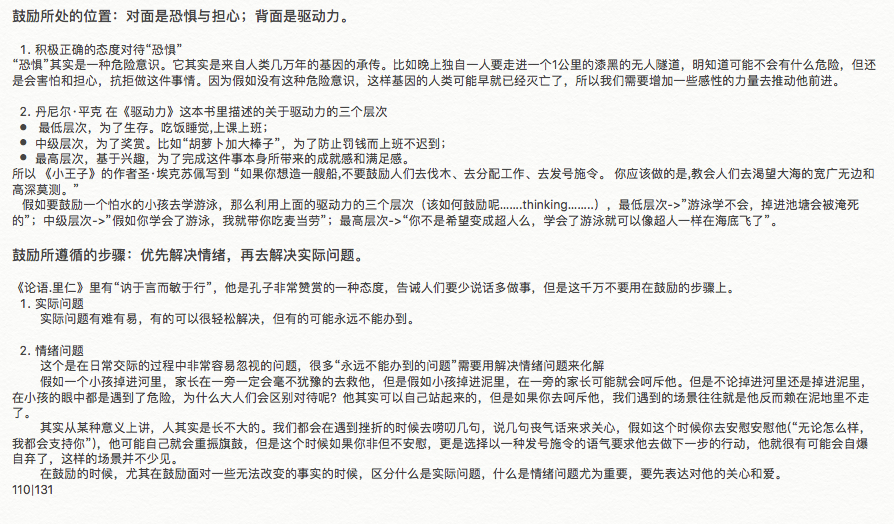 鼓励所处的位置：对面是恐惧与担心；背面是驱动力。
1. 积极正确的态度对待“恐惧”
“恐惧”其实是一种危险意识。它其实是来自人类几万年的基因的承传。比如晚上独自一人要走进一个1公里的漆黑的无人隧道，明知道可能不会有什么危险，但还
是会害怕和担心，抗拒做这件事情。因为假如没有这种危险意识，这样基因的人类可能早就已经灭亡了，所以我们需要增加一些感性的力量去推动他前进。
2. 丹尼尔·平克 在《驱动力》这本书里描述的关于驱动力的三个层次
● 最低层次，为了生存。吃饭睡觉,上课上班；
● 中级层次，为了奖赏。比如“胡萝卜加大棒子”，为了防止罚钱而上班不迟到；
● 最高层次，基于兴趣，为了完成这件事本身所带来的成就感和满足感。
所以 《小王子》的作者圣·埃克苏佩写到 “如果你想造一艘船,不要鼓励人们去伐木、去分配工作、去发号施令。 你应该做的是,教会人们去渴望大海的宽广无边和
高深莫测。”
假如要鼓励一个怕水的小孩去学游泳，那么利用上面的驱动力的三个层次（该如何鼓励呢.......thinking........），最低层次->”游泳学不会，掉进池塘会被淹死
的”；中级层次->”假如你学会了游泳，我就带你吃麦当劳”；最高层次->“你不是希望变成超人么，学会了游泳就可以像超人一样在海底飞了”。
鼓励所遵循的步骤：优先解决情绪，再去解决实际问题。
《论语.里仁》里有“讷于言而敏于行”，他是孔子非常赞赏的一种态度，告诫人们要少说话多做事，但是这千万不要用在鼓励的步骤上。
1. 实际问题
实际问题有难有易，有的可以很轻松解决，但有的可能永远不能办到。
2. 情绪问题
这个是在日常交际的过程中非常容易忽视的问题，很多“永远不能办到的问题”需要用解决情绪问题来化解
假如一个小孩掉进河里，家长在一旁一定会毫不犹豫的去救他，但是假如小孩掉进泥里，在一旁的家长可能就会呵斥他。但是不论掉进河里还是掉进泥里，
在小孩的眼中都是遇到了危险，为什么大人们会区别对待呢？他其实可以自己站起来的，但是如果你去呵斥他，我们遇到的场景往往就是他反而赖在泥地里不走
了。
其实从某种意义上讲，人其实是长不大的。我们都会在遇到挫折的时候去唠叨几句，说几句丧气话来求关心，假如这个时候你去安慰安慰他(“无论怎么样，
我都会支持你”)，他可能自己就会重振旗鼓，但是这个时候如果你非但不安慰，更是选择以一种发号施令的语气要求他去做下一步的行动，他就很有可能会自爆
自弃了，这样的场景并不少见。
在鼓励的时候，尤其在鼓励面对一些无法改变的事实的时候，区分什么是实际问题，什么是情绪问题尤为重要，要先表达对他的关心和爱。
110|131